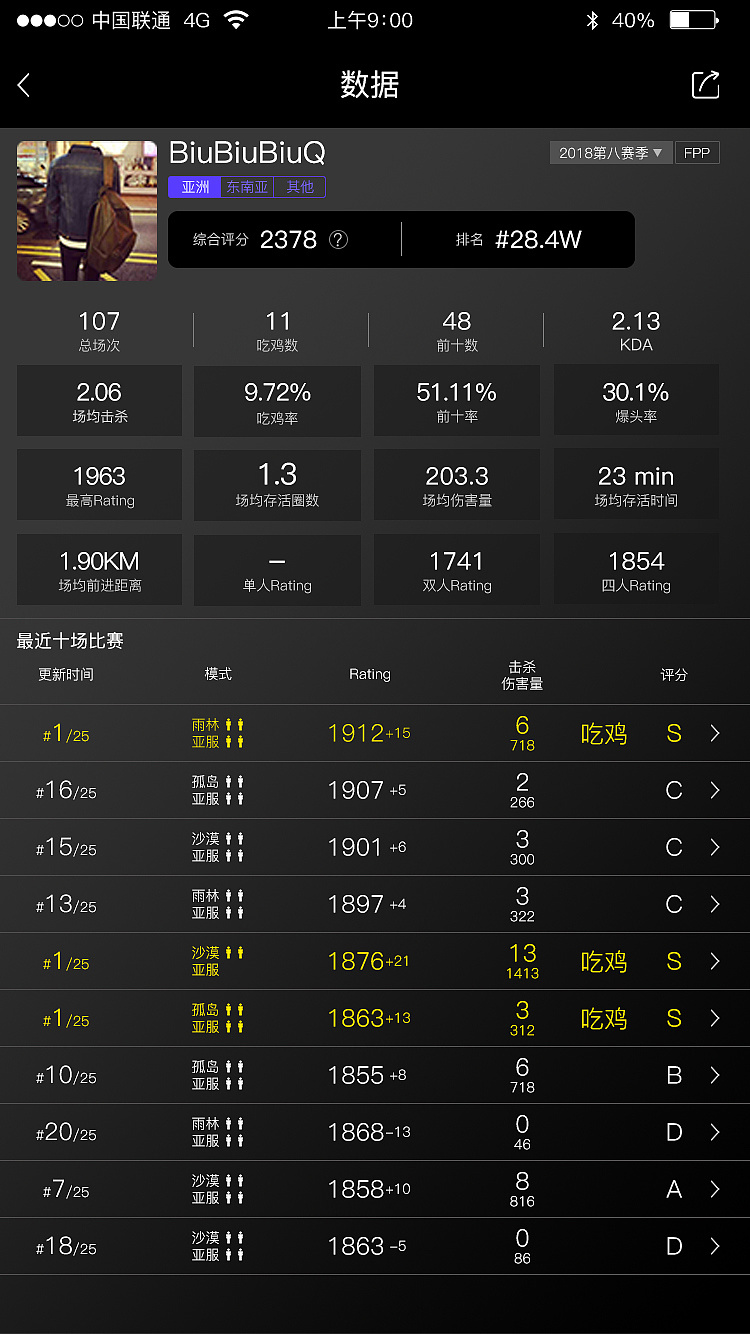 中国联通 4G 上午9:00 40%
数据
BiuBiuBiuQ
2018第八赛季▼ FPP
亚洲 东南亚 其他
综合评分 2378 ? 排名 #28.4W
107 11 48 2.13
总场次 吃鸡数 前十数 KDA
2.06 9.72% 51.11% 30.1%
场均击杀 吃鸡率 前十率 爆头率
1963 1.3 203.3 23 min
最高Rating 场均存活圈数 场均伤害量 场均存活时间
1.90KM – 1741 1854
场均前进距离 单人Rating 双人Rating 四人Rating
最近十场比赛
更新时间 模式 Rating 击杀 评分
伤害量
#1/25 雨林 1912+15 6 吃鸡 S
亚服 718
#16/25 孤岛 1907 +5 2 C
亚服 266
#15/25 沙漠 1901 +6 3 C
亚服 300
#13/25 雨林 1897 +4 3 C
亚服 322
#1/25 沙漠 1876+21 13 吃鸡 S
亚服 1413
#1/25 孤岛 1863+13 3 吃鸡 S
亚服 312
#10/25 孤岛 1855 +8 6 B
亚服 718
#20/25 雨林 1868–13 0 D
亚服 46
#7/25 沙漠 1858+10 8 A
亚服 816
#18/25 沙漠 1863 –5 0 D
亚服 86